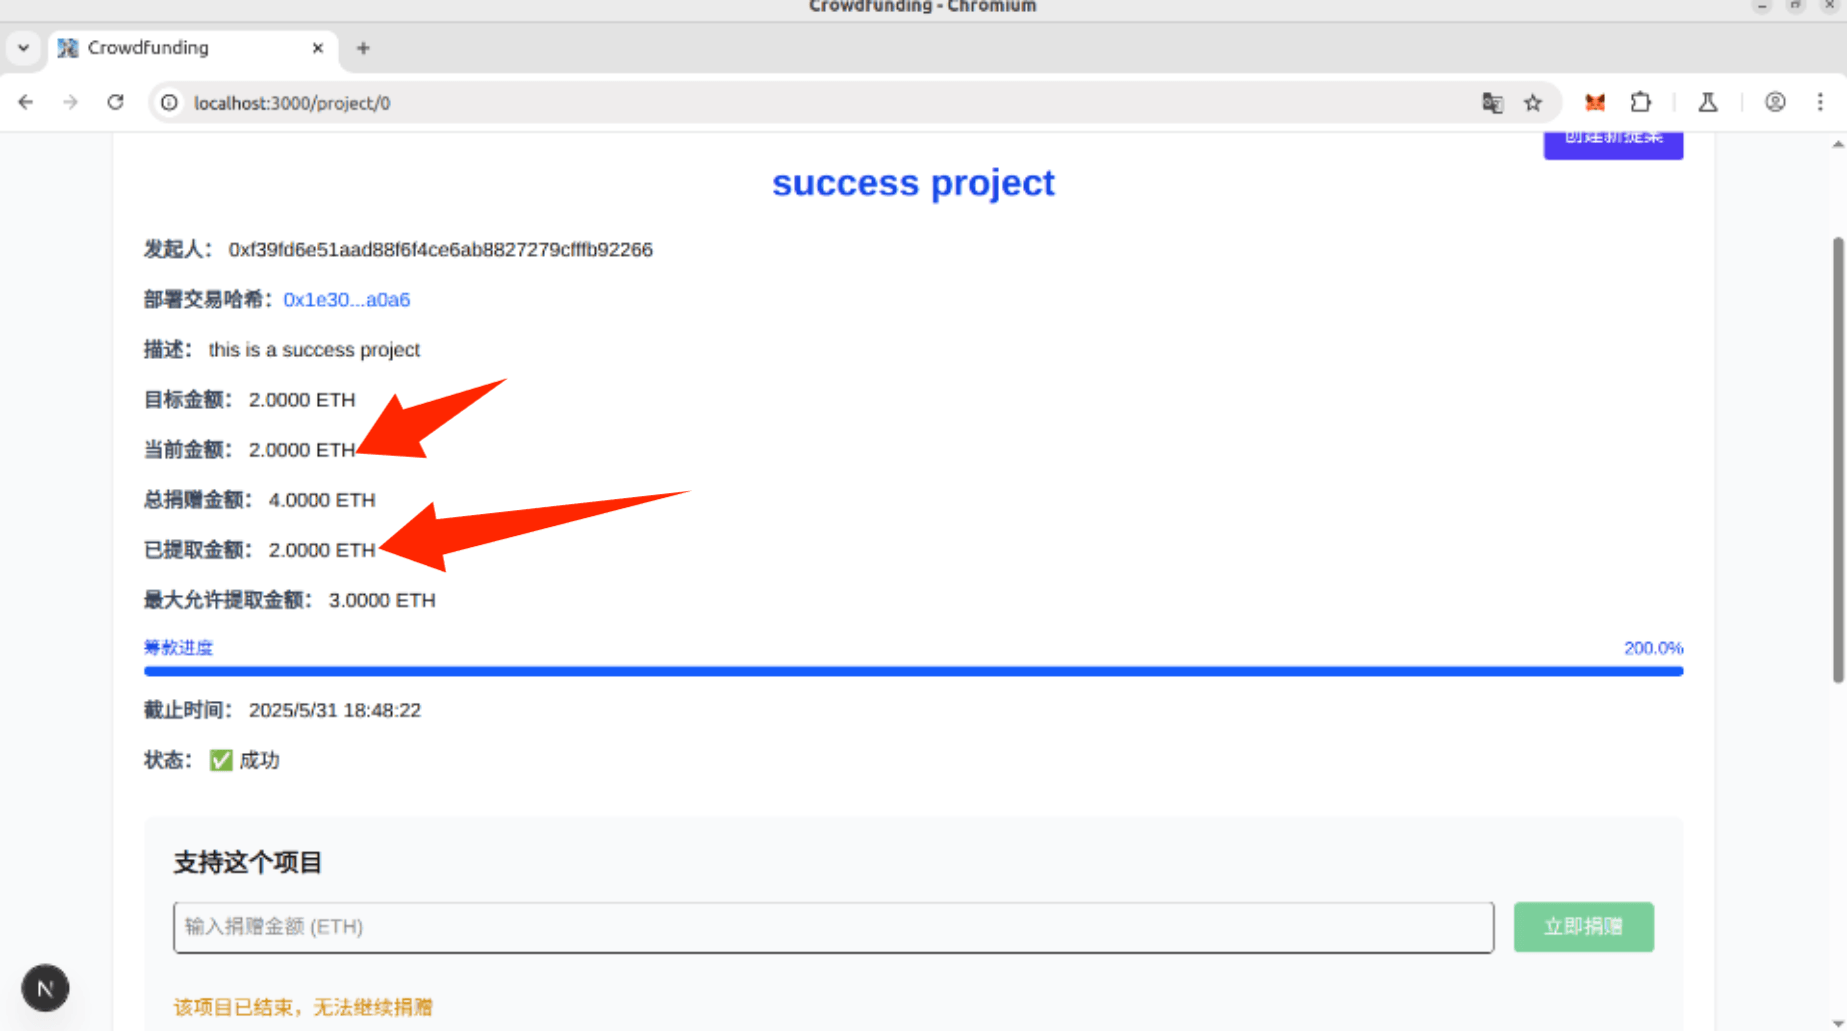 Crowdfunding - Chromium
Crowdfunding
localhost:3000/project/0
创建新提案
success project
发起人： 0xf39fd6e51aad88f6f4ce6ab8827279cfffb92266
部署交易哈希：0x1e30...a0a6
描述： this is a success project
目标金额： 2.0000 ETH
当前金额： 2.0000 ETH
总捐赠金额： 4.0000 ETH
已提取金额： 2.0000 ETH
最大允许提取金额： 3.0000 ETH
筹款进度 200.0%
截止时间： 2025/5/31 18:48:22
状态： ✅ 成功
支持这个项目
输入捐赠金额 (ETH) 立即捐赠
N
该项目已结束，无法继续捐赠